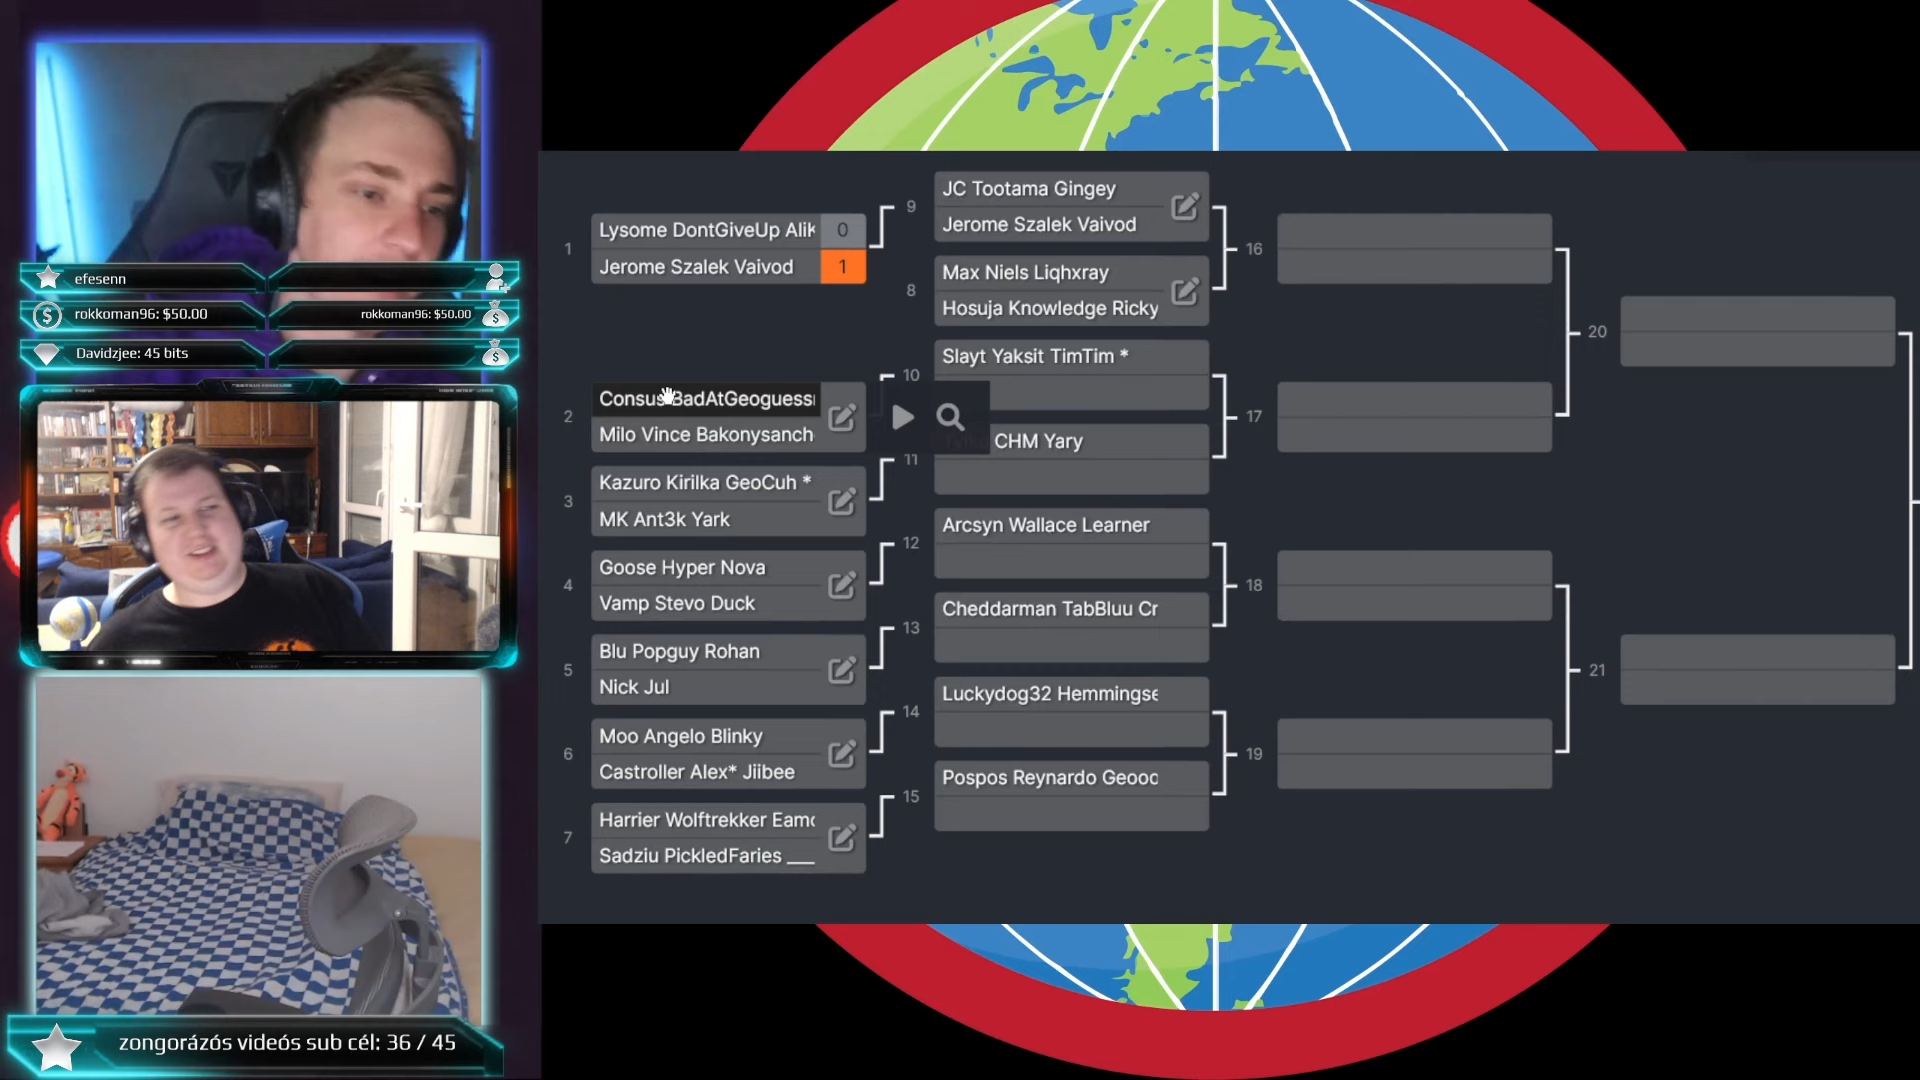 efesenn
rokkoman96: $50.00
rokkoman96: $50.00
Davidzjee: 45 bits
zongorázós videós sub cél: 36 / 45
1
Lysome DontGiveUp Alik 0
Jerome Szalek Vaivod 1
2
Consus BadAtGeoguessr
Milo Vince Bakonysanch
3
Kazuro Kirilka GeoCuh *
MK Ant3k Yark
4
Goose Hyper Nova
Vamp Stevo Duck
5
Blu Popguy Rohan
Nick Jul
6
Moo Angelo Blinky
Castroller Alex* Jiibee
7
Harrier Wolftrekker Eamo
Sadziu PickledFaries ___
9
JC Tootama Gingey
Jerome Szalek Vaivod
8
Max Niels Liqhxray
Hosuja Knowledge Ricky
10
Slayt Yaksit TimTim *
11
CHM Yary
12
Arcsyn Wallace Learner
13
Cheddarman TabBluu Cr
14
Luckydog32 Hemmingse
15
Pospos Reynardo Geooc
16
17
18
19
20
21